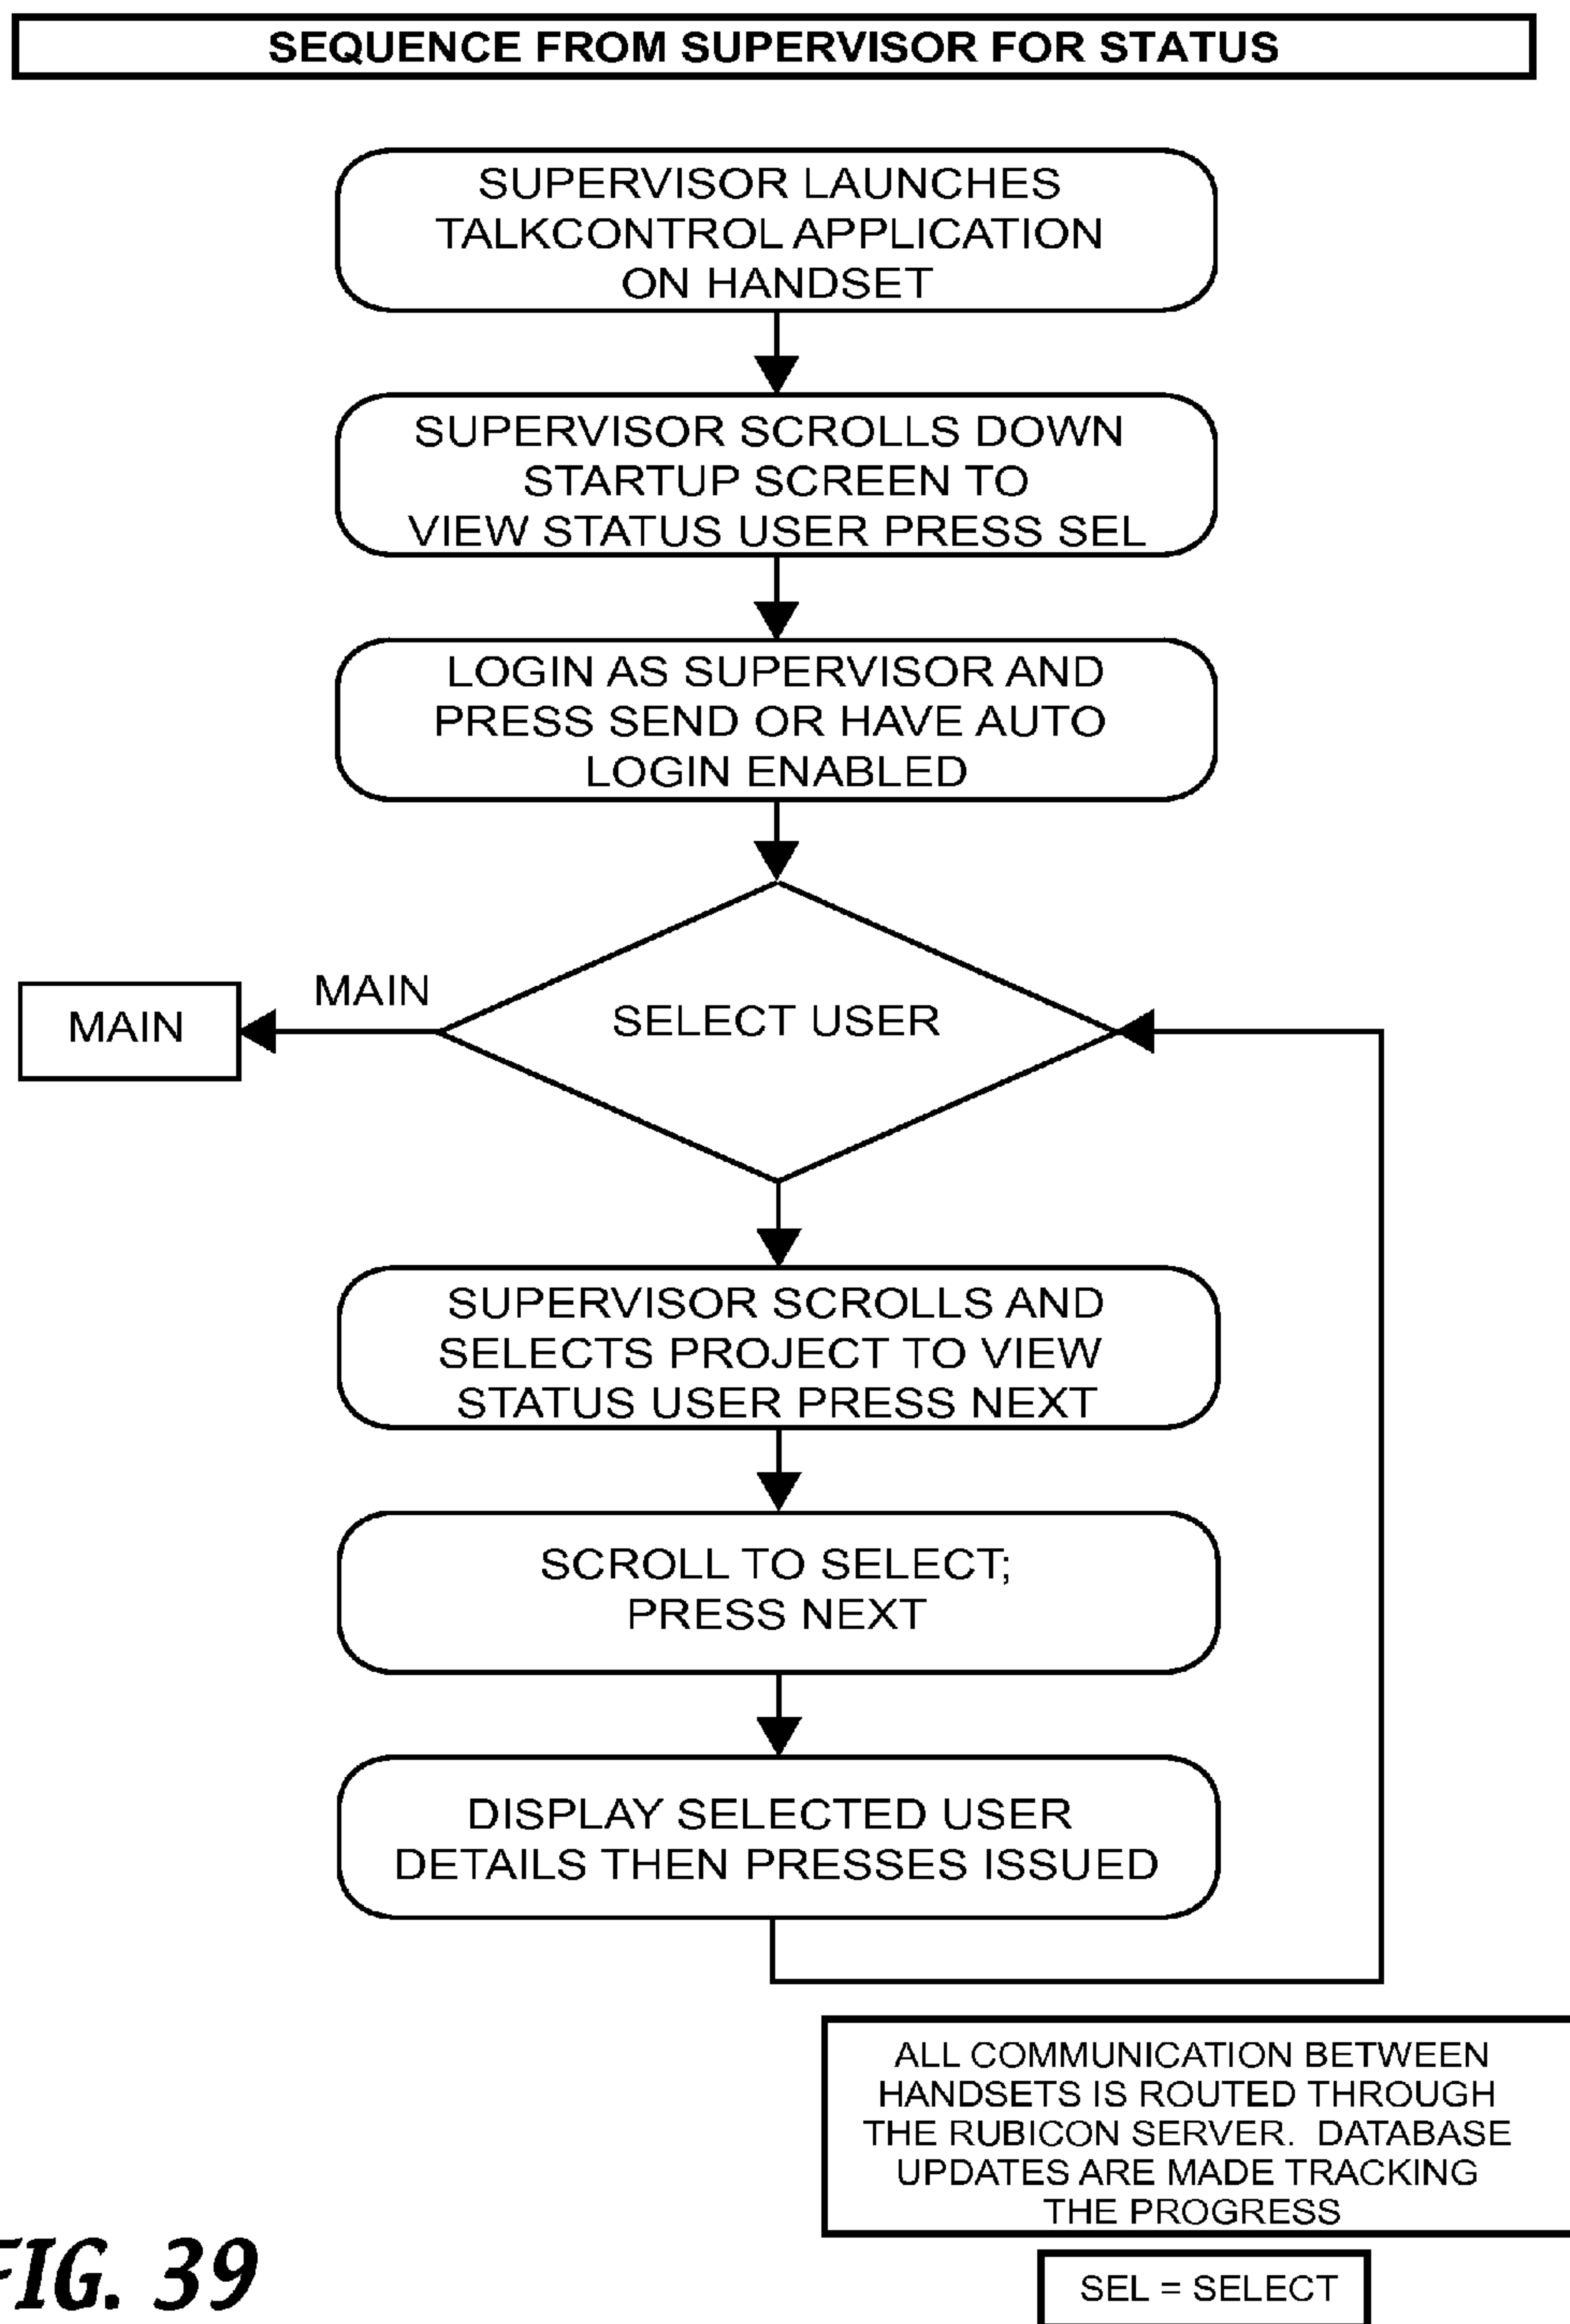 SEQUENCE FROM SUPERVISOR FOR STATUS
SUPERVISOR LAUNCHES
TALKCONTROL APPLICATION
ON HANDSET
SUPERVISOR SCROLLS DOWN
STARTUP SCREEN TO
VIEW STATUS USER PRESS SEL
LOGIN AS SUPERVISOR AND
PRESS SEND OR HAVE AUTO
LOGIN ENABLED
MAIN
MAIN
SELECT USER
SUPERVISOR SCROLLS AND
SELECTS PROJECT TO VIEW
STATUS USER PRESS NEXT
SCROLL TO SELECT;
PRESS NEXT
DISPLAY SELECTED USER
DETAILS THEN PRESSES ISSUED
ALL COMMUNICATION BETWEEN
HANDSETS IS ROUTED THROUGH
THE RUBICON SERVER. DATABASE
UPDATES ARE MADE TRACKING
THE PROGRESS
SEL = SELECT
FIG. 39